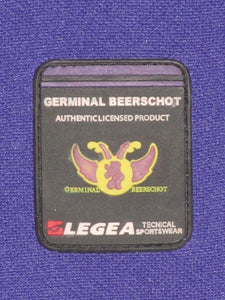 GERMINAL BEERSCHOT
AUTHENTIC LICENSED PRODUCT
GERMINAL BEERSCHOT
LEGEA TECNICAL
SPORTSWEAR